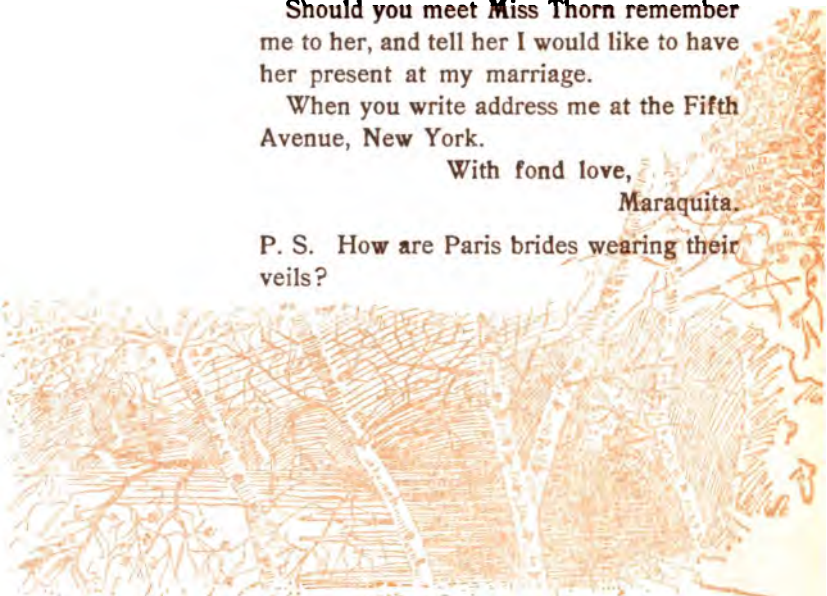 Should you meet Miss Thorn remember
me to her, and tell her I would like to have
her present at my marriage.
When you write address me at the Fifth
Avenue, New York.
With fond love,
Maraquita.
P. S. How are Paris brides wearing their
veils?